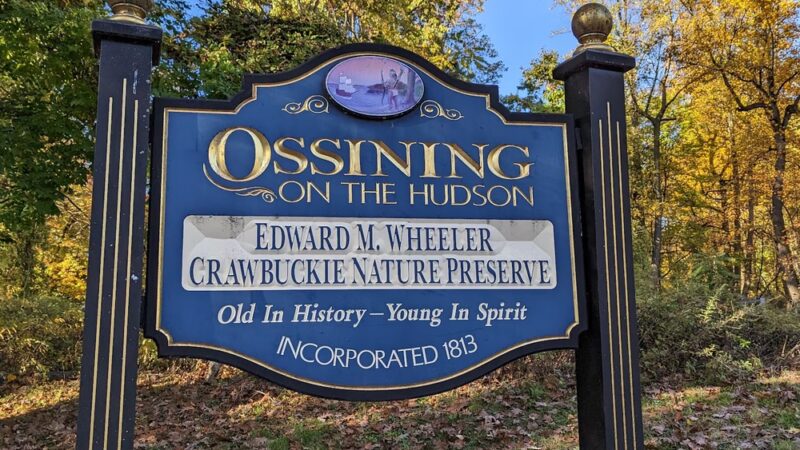 OSSINING
ON THE HUDSON
EDWARD M. WHEELER
CRAWBUCKIE NATURE PRESERVE
Old In History – Young In Spirit
INCORPORATED 1813